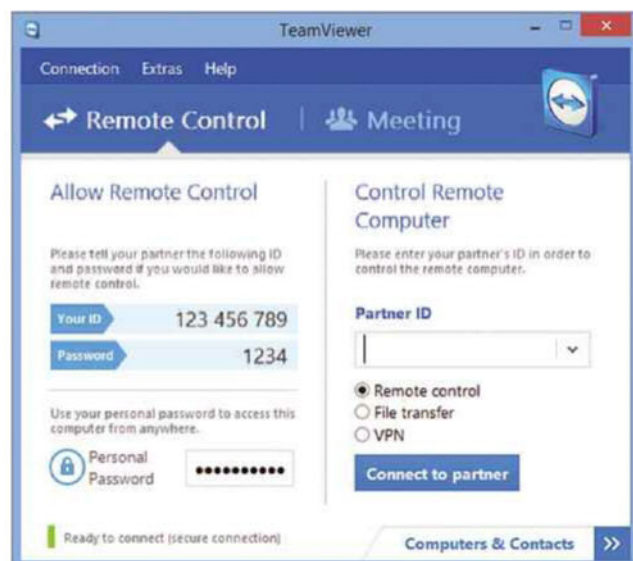 TeamViewer
Connection Extras Help
Remote Control
Meeting
Allow Remote Control
Please tell your partner the following ID
and password if you would like to allow
remote control.
Your ID 123 456 789
Password 1234
Use your personal password to access this
computer from anywhere.
Personal
Password
Control Remote
Computer
Please enter your partner's ID in order to
control the remote computer.
Partner ID
Remote control
File transfer
VPN
Connect to partner
Ready to connect (secure connection)
Computers & Contacts